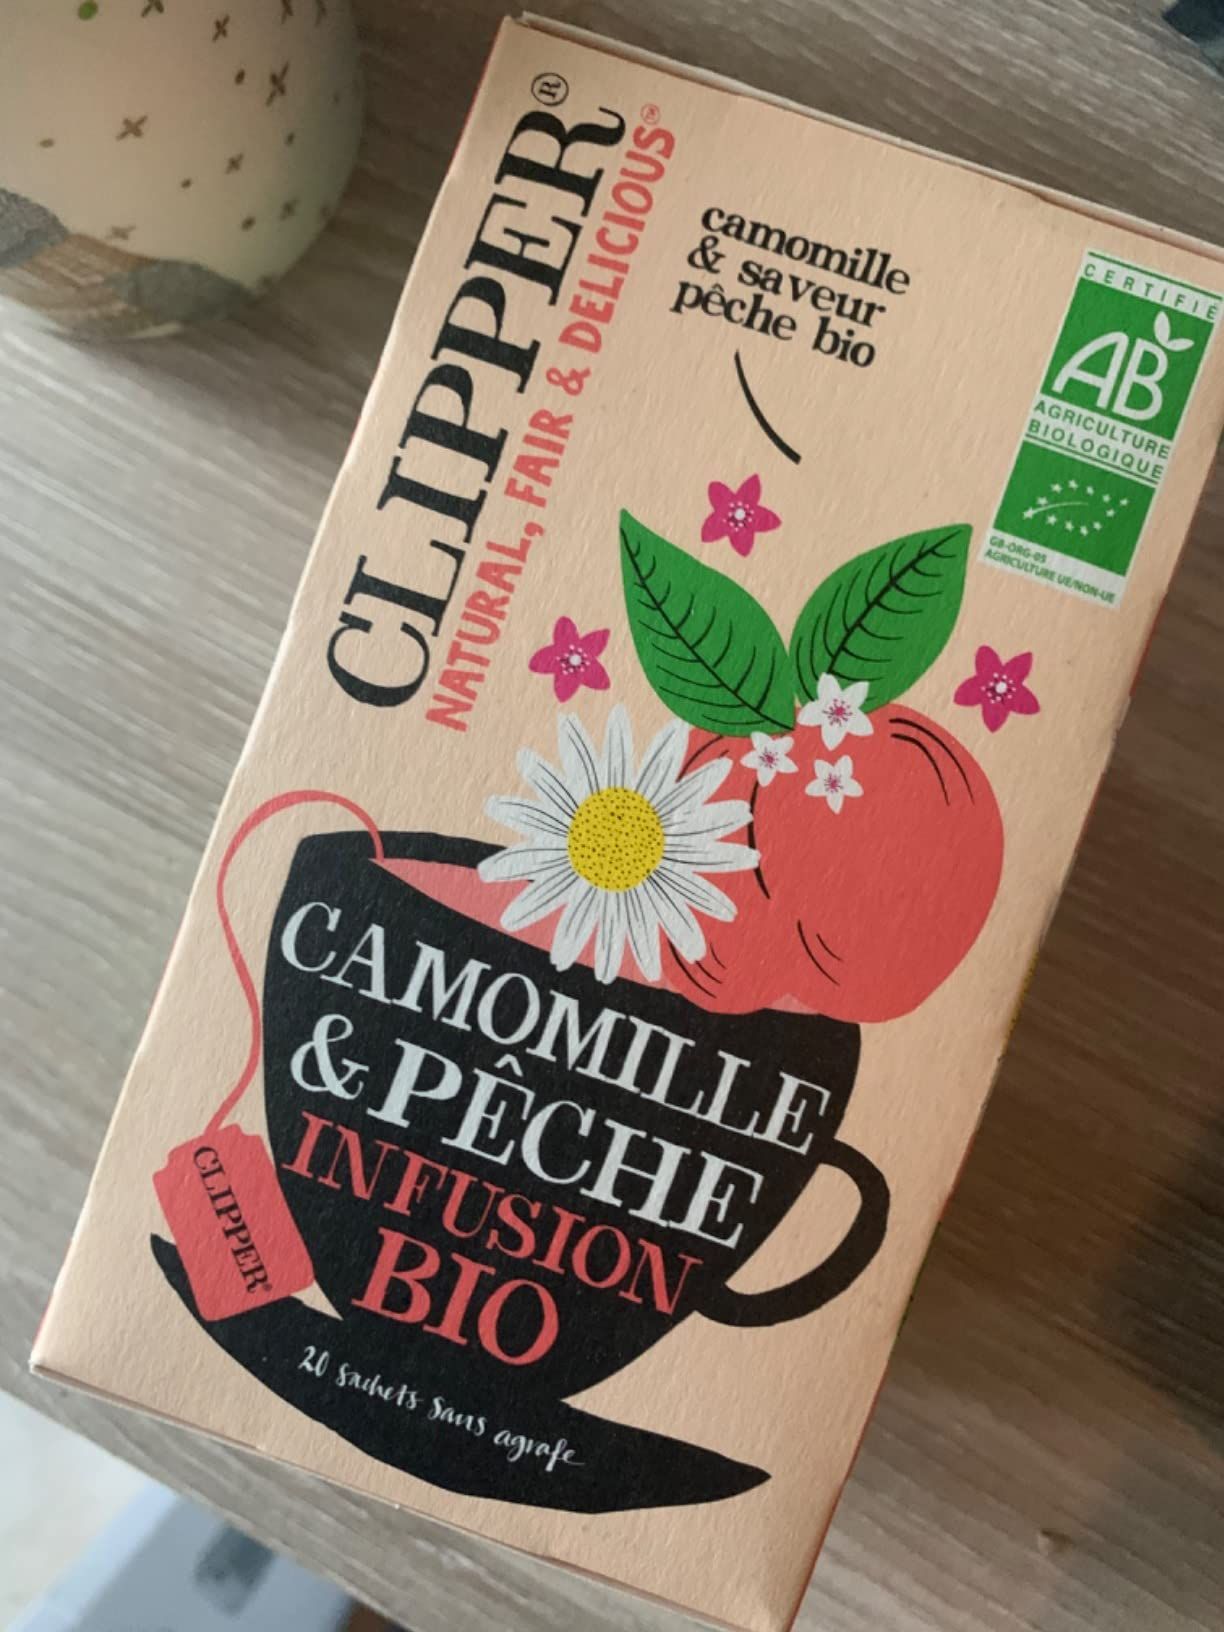 CLIPPER®
NATURAL, FAIR & DELICIOUS™
camomille
& saveur
pêche bio
CERTIFIÉ
AB
AGRICULTURE
BIOLOGIQUE
GB-ORG-05
AGRICULTURE UE/NON-UE
CAMOMILLE
& PÊCHE
INFUSION
BIO
CLIPPER®
20 sachets sans agrafe